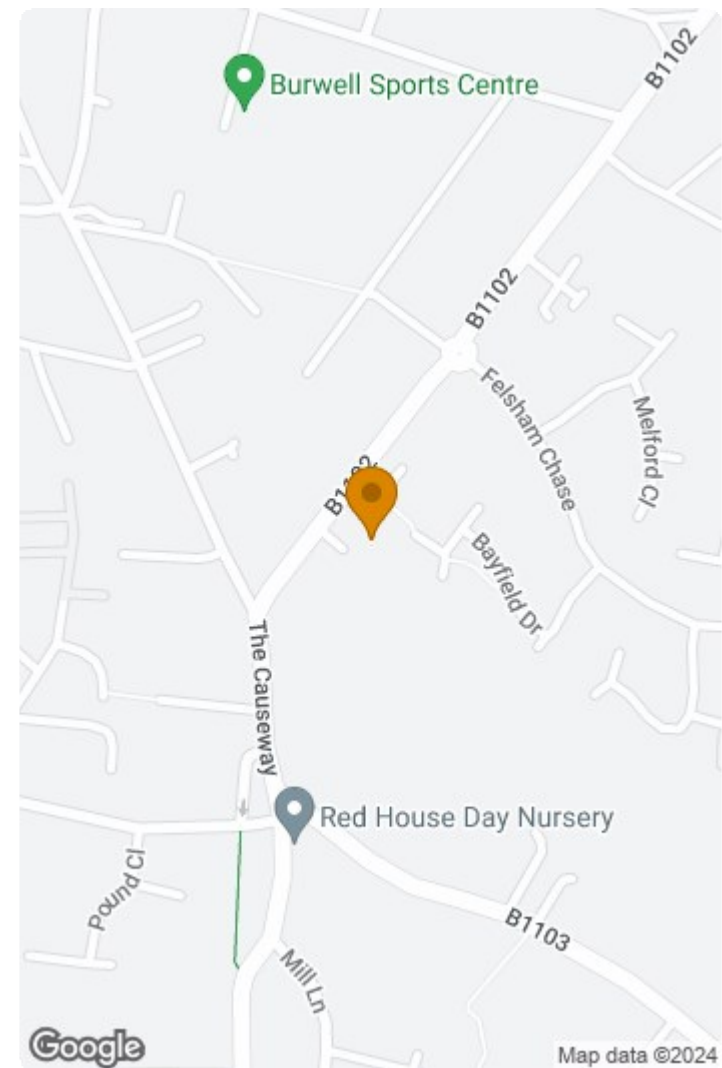 Burwell Sports Centre
B1102
B1102
Felsham Chase
Melford Cl
B1102
Bayfield Dr
The Causeway
Red House Day Nursery
Pound Cl
B1103
Mill Ln
Google
Map data ©2024